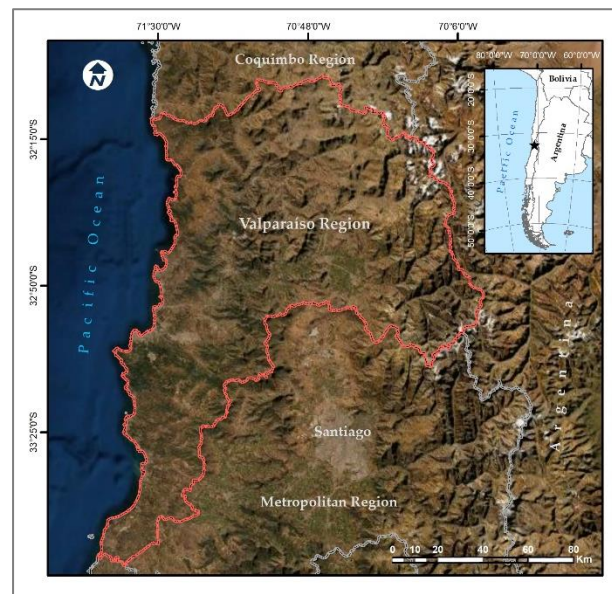 71°30'0"W 70°48'0"W 70°6'0"W
N
Coquimbo Region
80°0'0"W 70°0'0"W 60°0'0"W
Bolivia
20°0'0"S
30°0'0"S
40°0'0"S
50°0'0"S
Pacific Ocean
Argentina
32°15'0"S
Valparaíso Region
32°50'0"S
Pacific Ocean
Argentina
33°25'0"S
Santiago
Metropolitan Region
0 10 20 40 60 80
Km